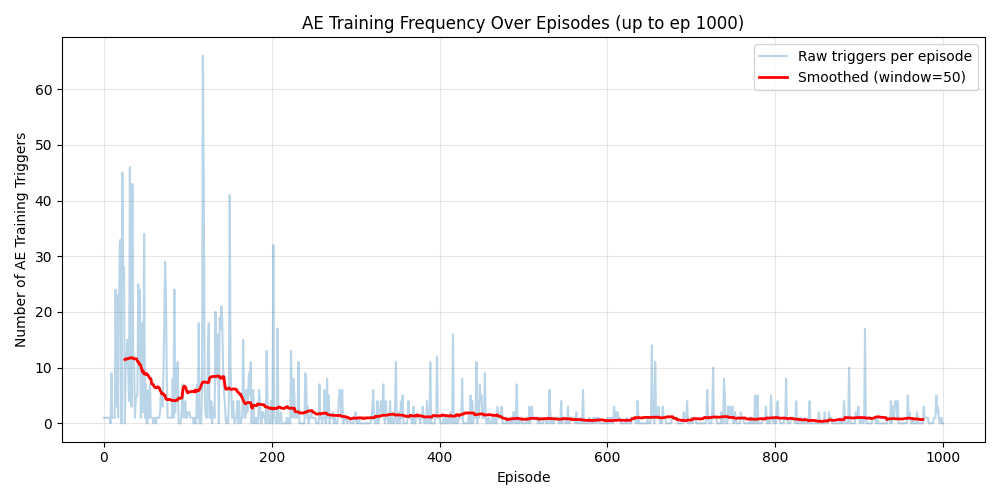 AE Training Frequency Over Episodes (up to ep 1000)
Raw triggers per episode
Smoothed (window=50)
Number of AE Training Triggers
60
50
40
30
20
10
0
0 200 400 600 800 1000
Episode